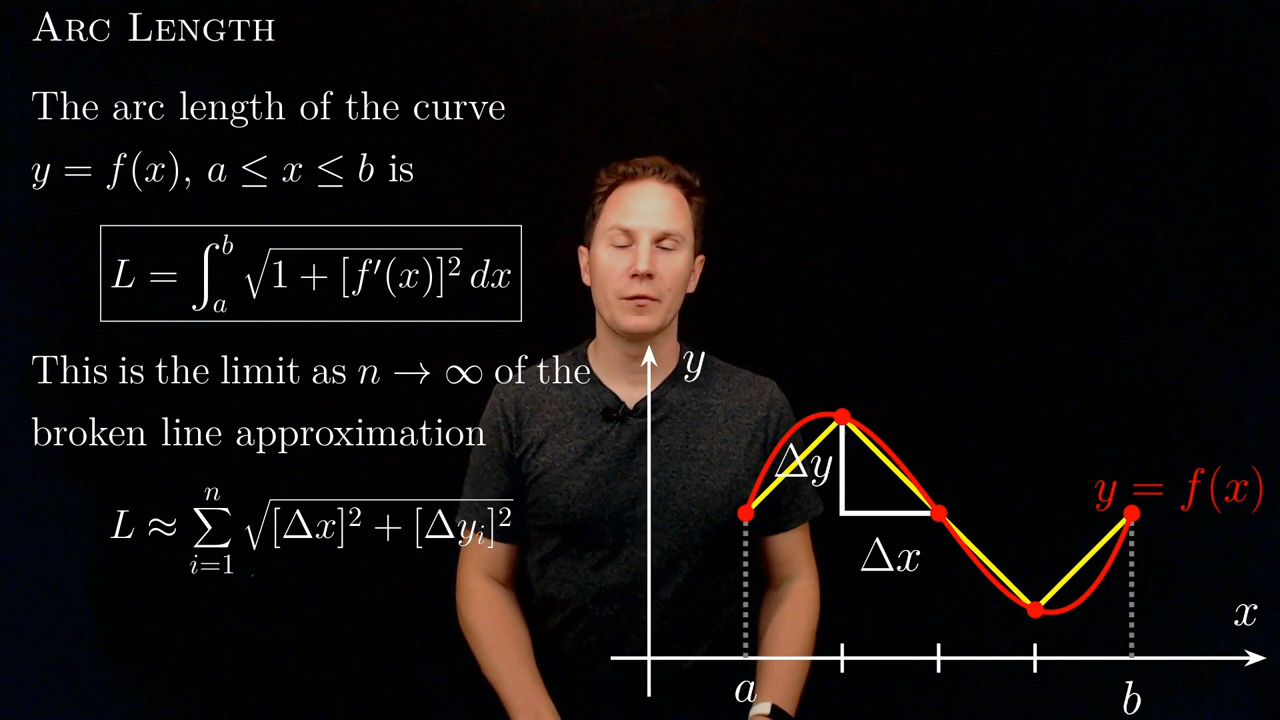 Arc Length
The arc length of the curve
y = f(x), a ≤ x ≤ b is
L = ∫_a^b √(1 + [f′(x)]²) dx
This is the limit as n → ∞ of the
broken line approximation
L ≈ ∑_{i=1}^n √([Δx]² + [Δy_i]²)
y
Δy
y = f(x)
Δx
x
a
b